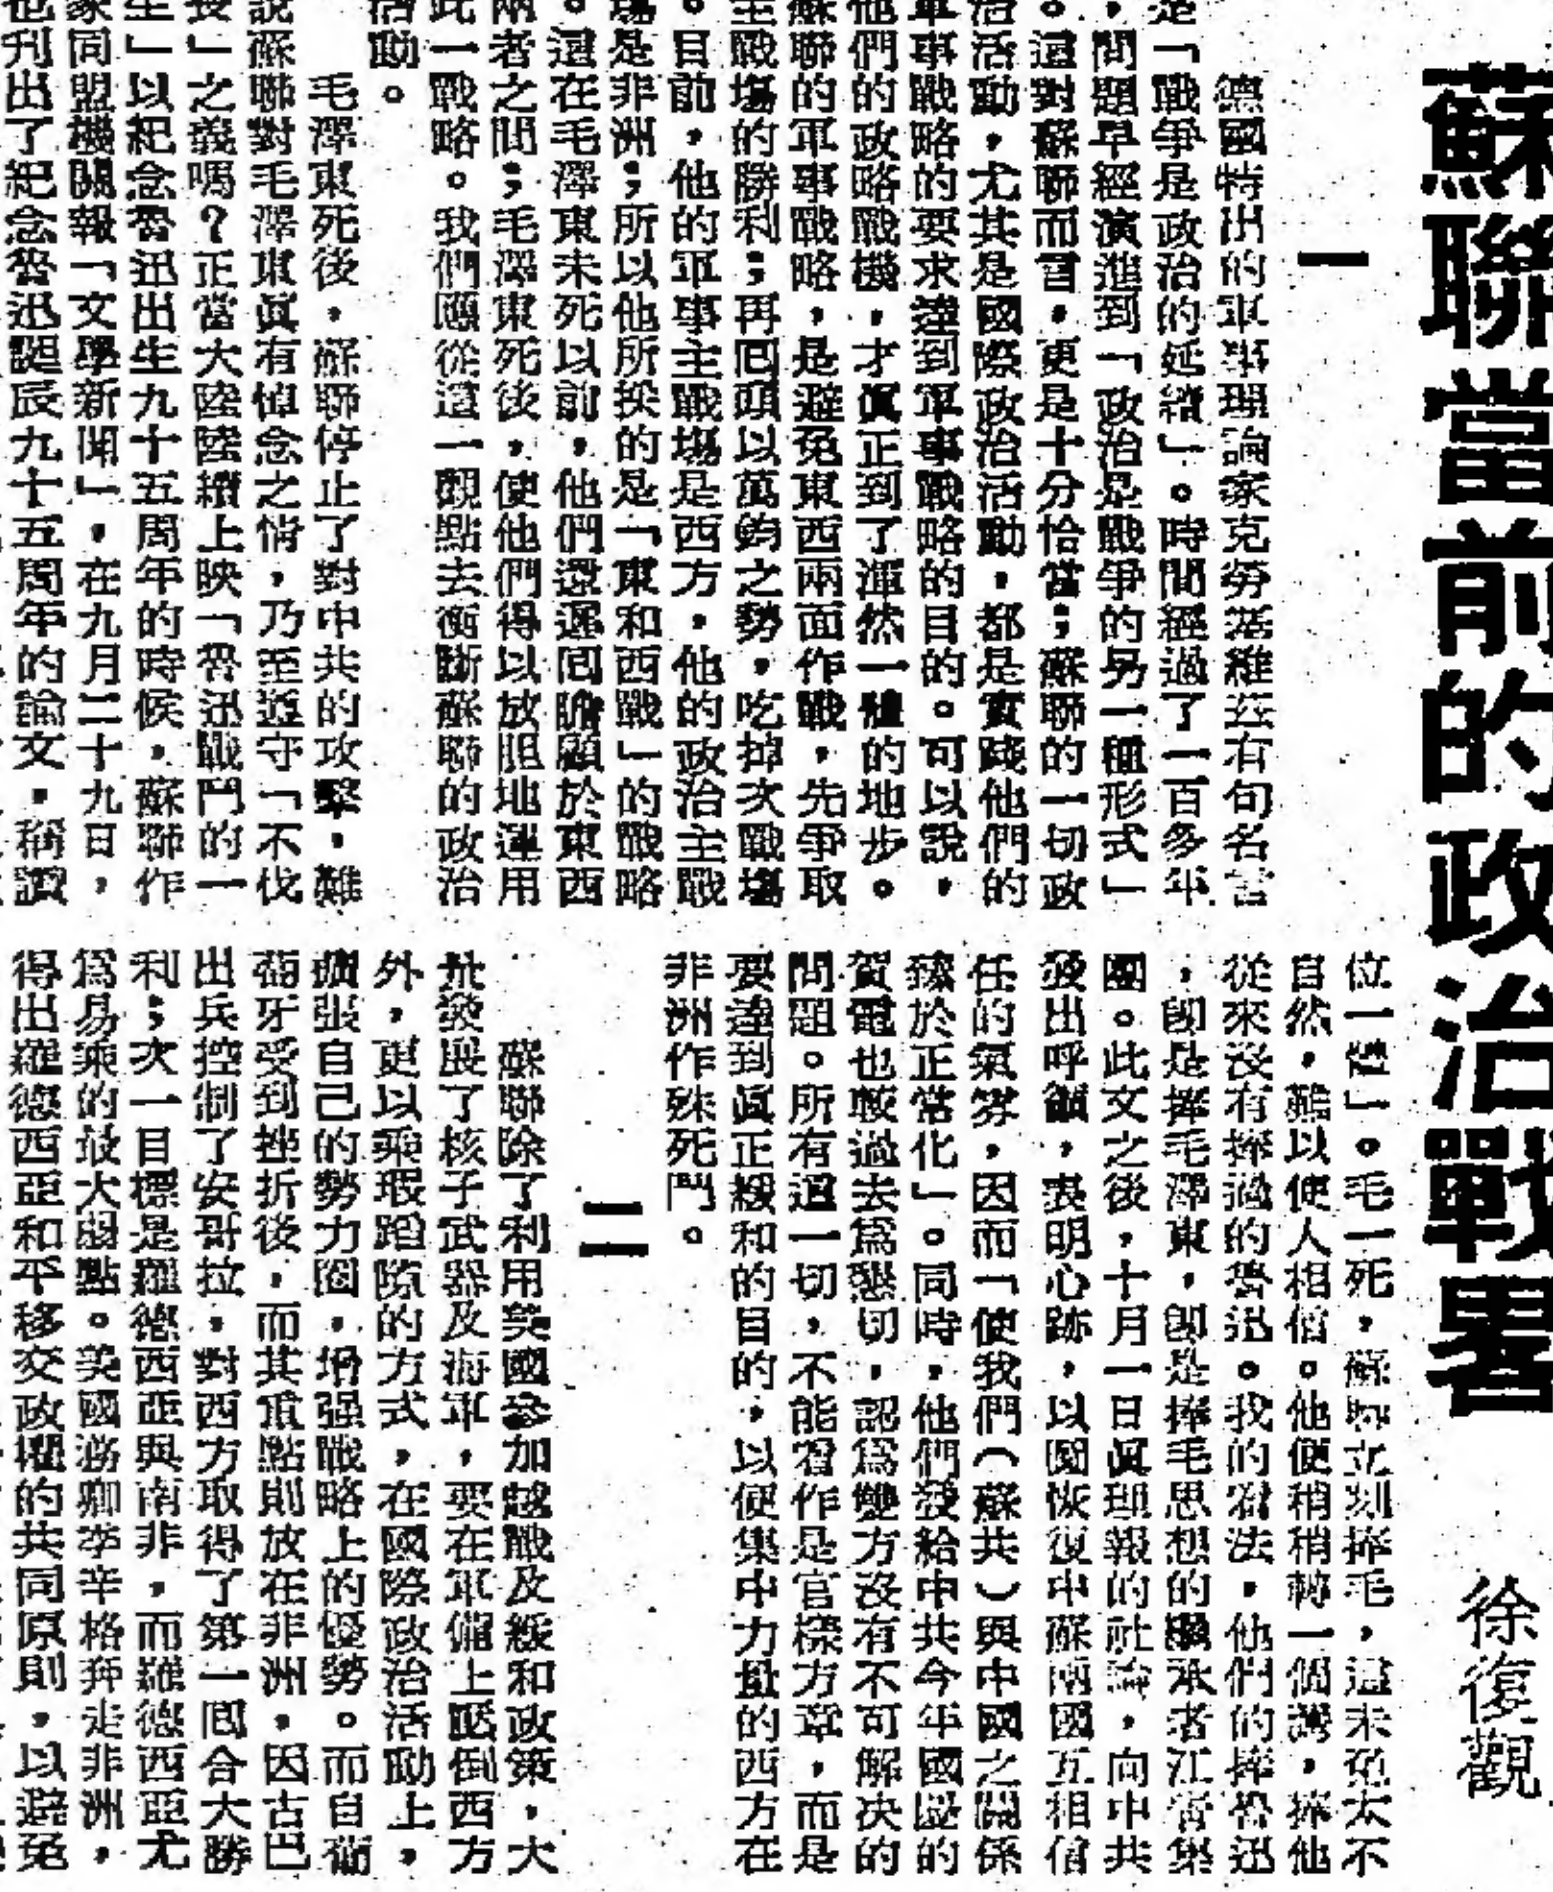 蘇聯當前的政治戰畧
徐復觀
一
德國特出的軍事理論家克勞塞維茲有句名言
是「戰爭是政治的延續」。時間經過了一百多年
，問題早經演進到「政治是戰爭的另一種形式」
。這對蘇聯而言，更是十分恰當；蘇聯的一切政
治活動，尤其是國際政治活動，都是實踐他們的
軍事戰略的要求達到軍事戰略的目的。可以說，
他們的政略戰機，才真正到了渾然一體的地步。
蘇聯的軍事戰略，是避免東西兩面作戰，先爭取
主戰場的勝利；再囘頭以萬鈞之勢，吃掉次戰場
。目前，他的軍事主戰場是西方，他的政治主戰
場是非洲；所以他所採的是「東和西戰」的戰略
。這在毛澤東未死以前，他們還遲囘瞻顧於東西
兩者之間；毛澤東死後，使他們得以放胆地運用
此一戰略。我們應從這一觀點去衡斷蘇聯的政治
活動。
毛澤東死後，蘇聯停止了對中共的攻擊，難
說蘇聯對毛澤東眞有悼念之情，乃至遵守「不伐
喪」之義嗎？正當大陸陸續上映「魯迅戰鬥的一
生」以紀念魯迅出生九十五周年的時候，蘇聯作
家同盟機關報「文學新聞」，在九月二十九日，
也刊出了紀念魯迅誕辰九十五周年的論文，稱讚
位一體」。毛一死，蘇聯立刻捧毛，這未免太不
自然，難以使人相信。他便稍稍轉一個灣，捧他
從來沒有捧過的魯迅。我的看法，他們的捧魯迅
，卽是捧毛澤東，卽是捧毛思想的繼承者江青集
團。此文之後，十月一日眞理報的社論，向中共
發出呼籲，表明心跡，以圖恢復中蘇兩國互相信
任的氣氛，因而「使我們（蘇共）與中國之關係
臻於正常化」。同時，他們發給中共今年國慶的
賀電也較過去爲懇切，認爲雙方沒有不可解决的
問題。所有這一切，不能看作是官樣文章，而是
要達到眞正緩和的目的，以便集中力量的西方在
非洲作殊死鬥。
二
蘇聯除了利用美國參加越戰及緩和政策，大
批發展了核子武器及海軍，要在軍備上壓倒西方
外，更以乘瑕蹈隙的方式，在國際政治活動上，
擴張自己的勢力圈，增强戰略上的優勢。而自葡
萄牙受到挫折後，而其重點則放在非洲，因古巴
出兵控制了安哥拉，對西方取得了第一囘合大勝
利；次一目標是羅德西亞與南非，而羅德西亞尤
爲易乘的最大弱點。美國務卿季辛格奔走非洲，
得出羅德西亞和平移交政權的共同原則，以避免